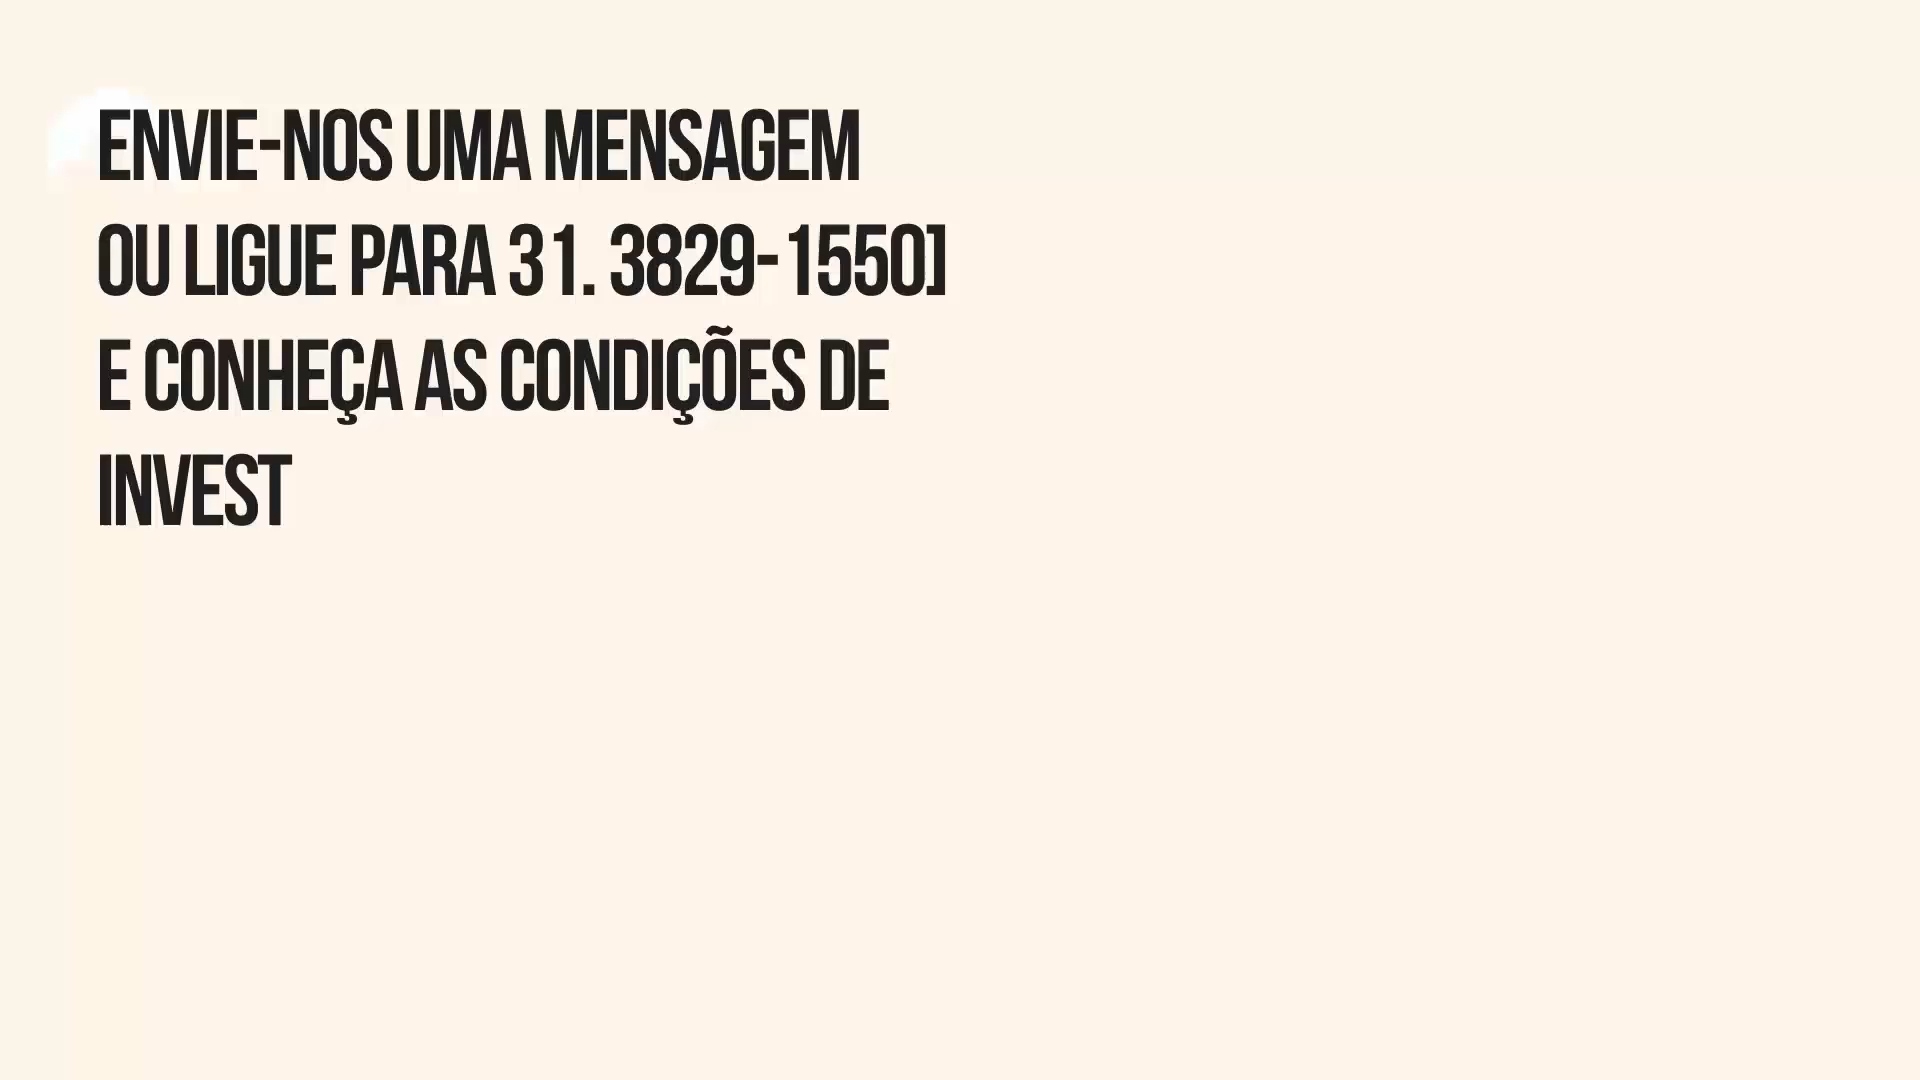 ENVIE-NOS UMA MENSAGEM
OU LIGUE PARA 31. 3829-1550]
E CONHEÇA AS CONDIÇÕES DE
INVEST